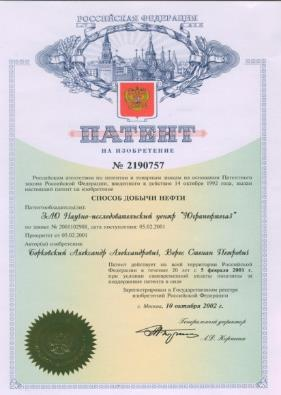 РОССИЙСКАЯ ФЕДЕРАЦИЯ
ПАТЕНТ
НА ИЗОБРЕТЕНИЕ
№ 2190757
Российским агентством по патентам и товарным знакам на основании Патентного
закона Российской Федерации, введенного в действие 14 октября 1992 года, выдан
настоящий патент на изобретение
СПОСОБ ДОБЫЧИ НЕФТИ
Патентообладатель(ли):
ЗАО Научно-исследовательский центр "Югранефтегаз"
по заявке № 2001102988, дата поступления: 05.02.2001
Приоритет от 05.02.2001
Автор(ы) изобретения:
Борковский Александр Александрович, Верес Степан Петрович
Патент действует на всей территории Российской
Федерации в течение 20 лет с 5 февраля 2001 г.
при условии своевременной уплаты пошлины за
поддержание патента в силе
Зарегистрирован в Государственном реестре
изобретений Российской Федерации
г. Москва, 10 октября 2002 г.
Генеральный директор
А.Д. Корчагин